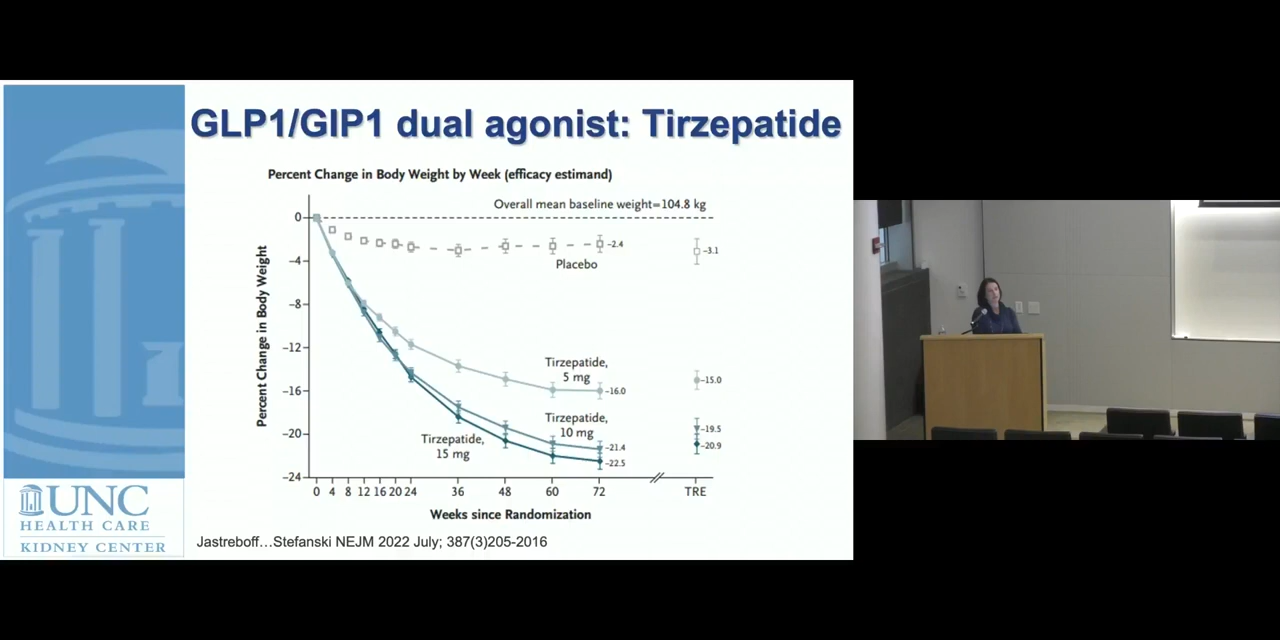 GLP1/GIP1 dual agonist: Tirzepatide
Percent Change in Body Weight by Week (efficacy estimand)
Overall mean baseline weight=104.8 kg
Percent Change in Body Weight
0
−4
−8
−12
−16
−20
−24
−2.4
Placebo
−3.1
Tirzepatide,
5 mg
−16.0
−15.0
Tirzepatide,
10 mg
−21.4
−19.5
Tirzepatide,
15 mg
−22.5
−20.9
0 4 8 12 16 20 24 36 48 60 72 TRE
Weeks since Randomization
UNC
HEALTH CARE
KIDNEY CENTER
Jastreboff…Stefanski NEJM 2022 July; 387(3)205-2016